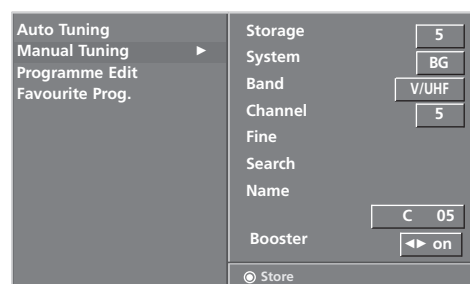 Auto Tuning
Manual Tuning ►
Programme Edit
Favourite Prog.
Storage 5
System BG
Band V/UHF
Channel 5
Fine
Search
Name
C 05
Booster ◄► on
Store